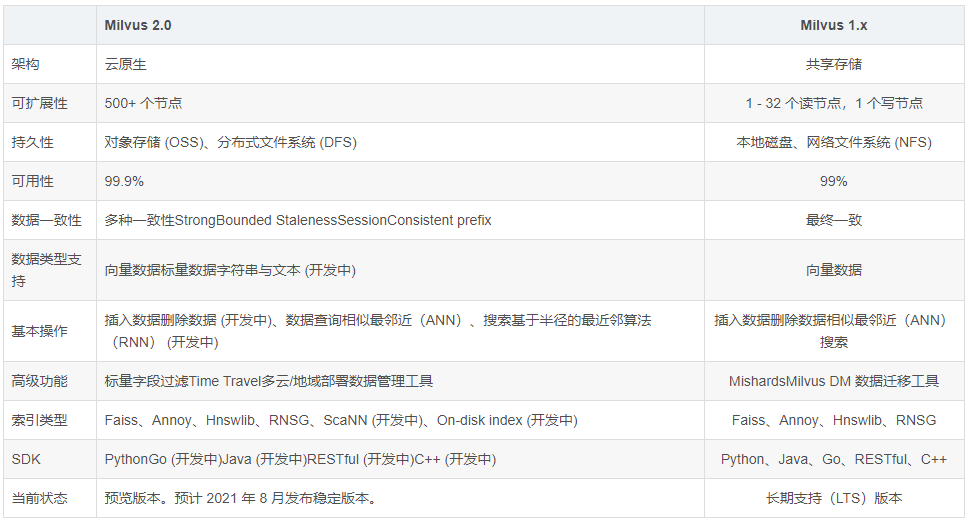 Milvus 2.0 Milvus 1.x
架构 云原生 共享存储
可扩展性 500+ 个节点 1 - 32 个读节点，1 个写节点
持久性 对象存储 (OSS)、分布式文件系统 (DFS) 本地磁盘、网络文件系统 (NFS)
可用性 99.9% 99%
数据一致性 多种一致性StrongBounded StalenessSessionConsistent prefix 最终一致
数据类型支
持
向量数据标量数据字符串与文本 (开发中) 向量数据
基本操作
插入数据删除数据 (开发中)、数据查询相似最邻近（ANN）、搜索基于半径的最近邻算法
（RNN） (开发中)
插入数据删除数据相似最邻近（ANN）
搜索
高级功能 标量字段过滤Time Travel多云/地域部署数据管理工具 MishardsMilvus DM 数据迁移工具
索引类型 Faiss、Annoy、Hnswlib、RNSG、ScaNN (开发中)、On-disk index (开发中) Faiss、Annoy、Hnswlib、RNSG
SDK PythonGo (开发中)Java (开发中)RESTful (开发中)C++ (开发中) Python、Java、Go、RESTful、C++
当前状态 预览版本。预计 2021 年 8 月发布稳定版本。 长期支持（LTS）版本